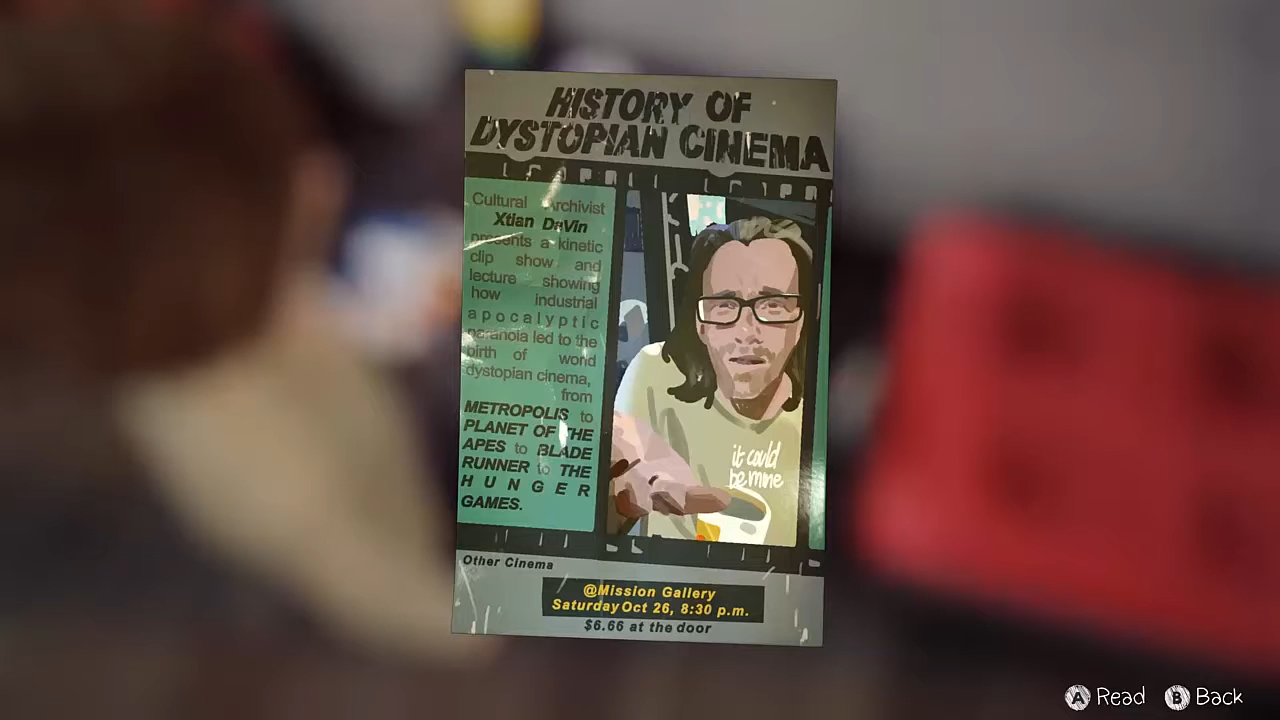 HISTORY OF
DYSTOPIAN CINEMA
Cultural Archivist
Xtian DaVin
presents a kinetic
clip show and
lecture showing
how industrial
apocalyptic
paranoia led to the
birth of world
dystopian cinema,
from
METROPOLIS to
PLANET OF THE
APES to BLADE
RUNNER to THE
HUNGER
GAMES.
it could
be mine
Other Cinema
@Mission Gallery
Saturday Oct 26, 8:30 p.m.
$6.66 at the door
A Read B Back